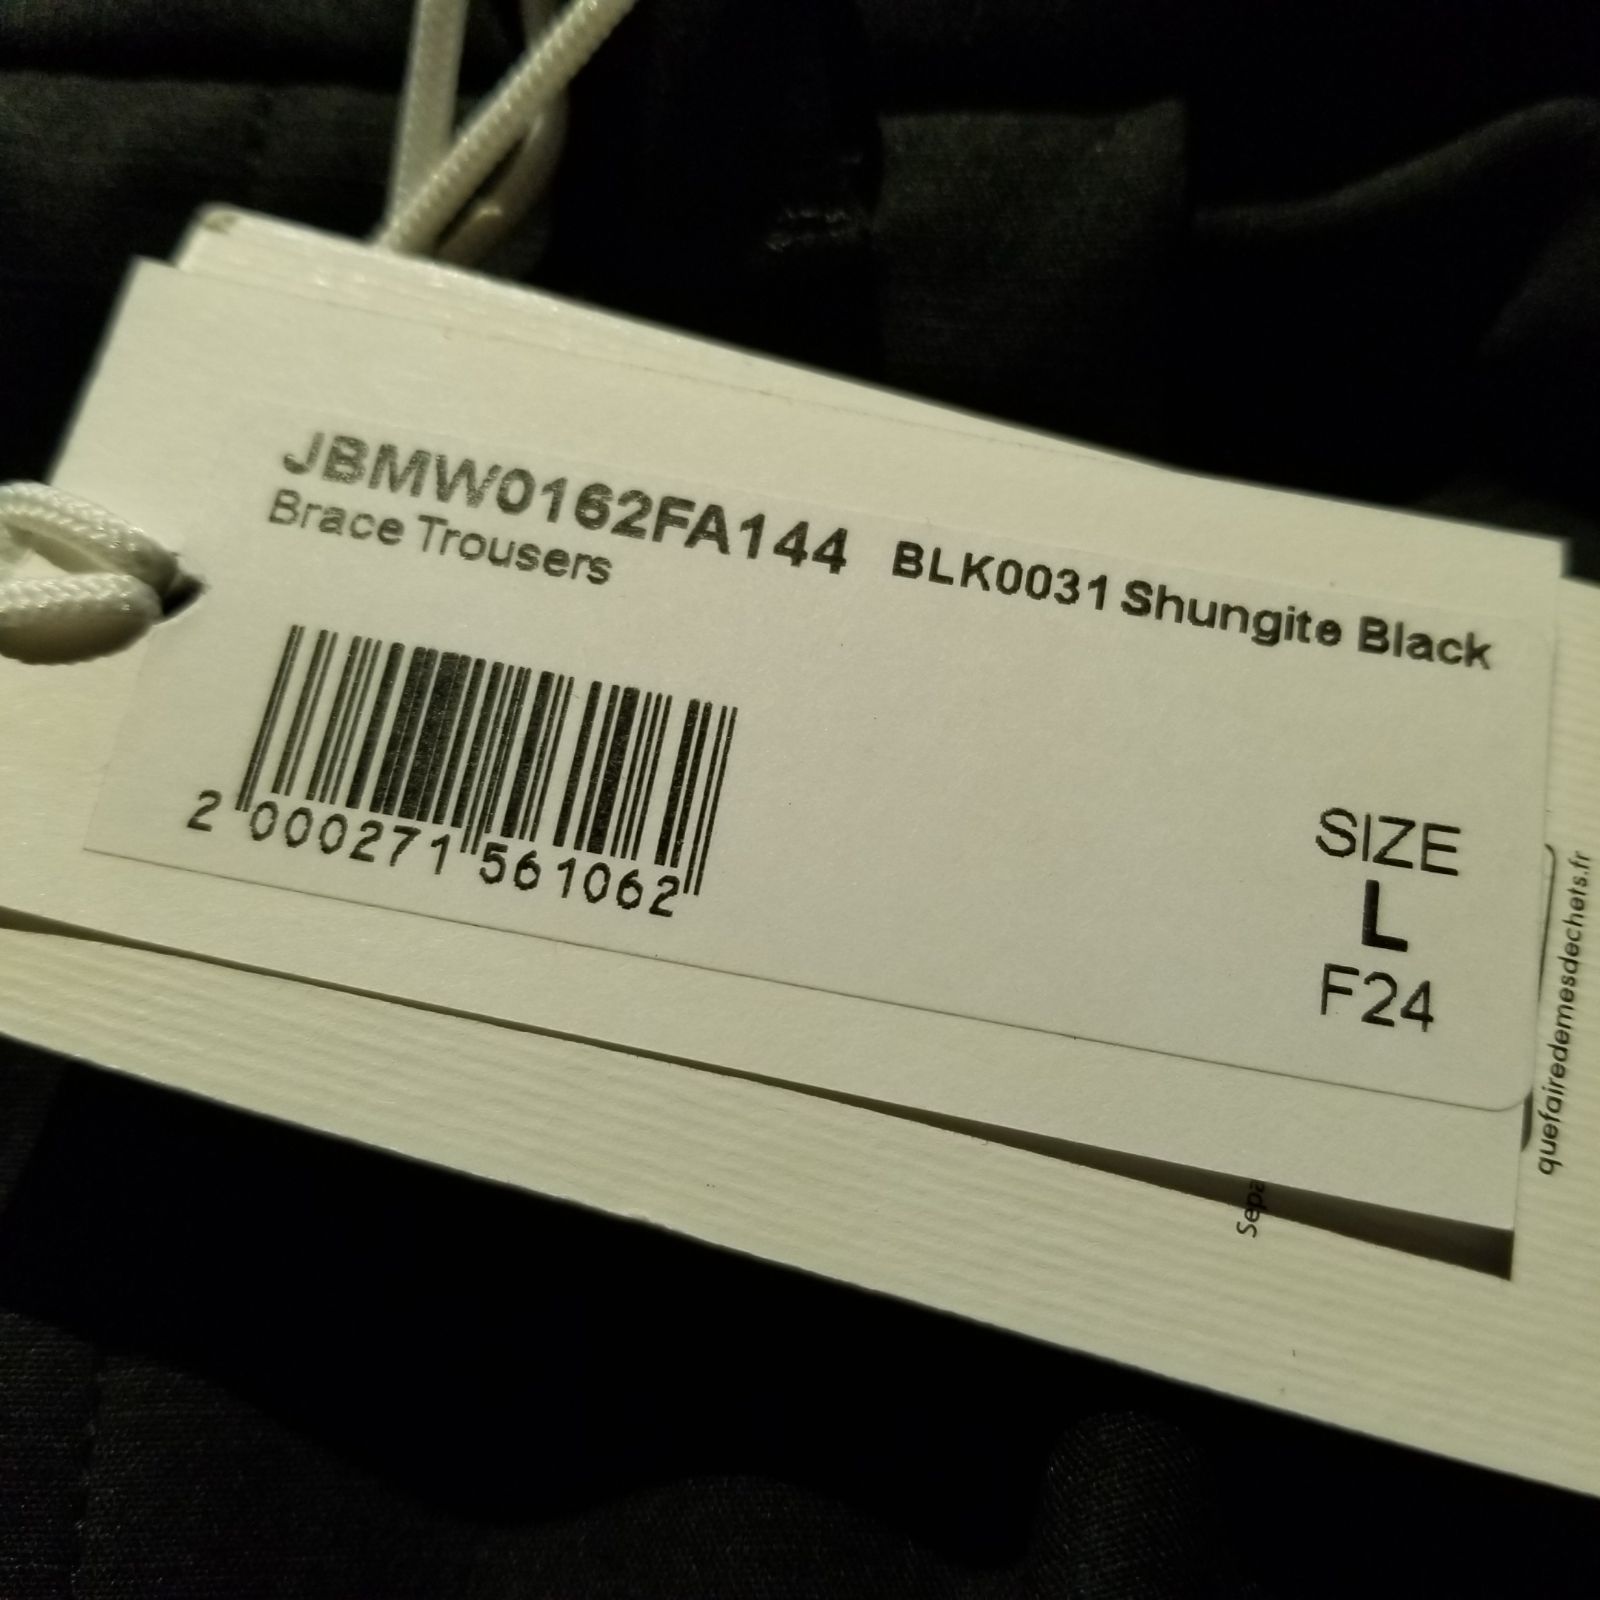 JBMW0162FA144 BLK0031 Shungite Black
Brace Trousers
2 000271 561062
SIZE
L
F24
quefairedemesdechets.fr